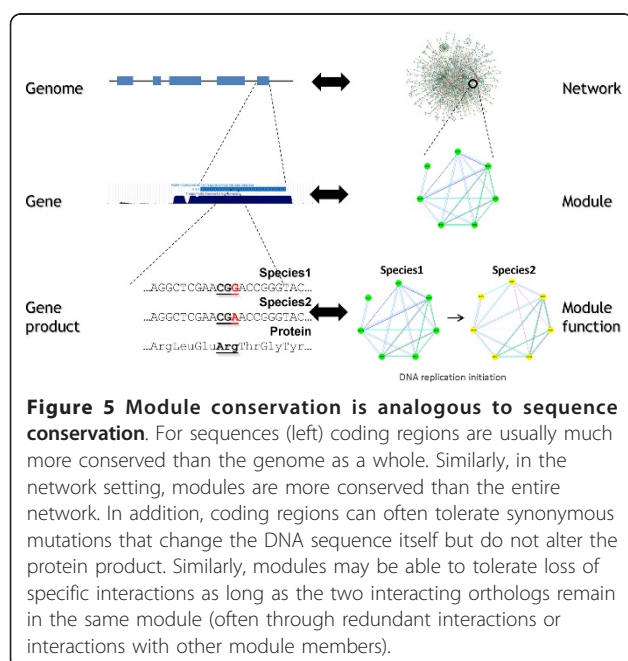 Genome
Network
Gene
Module
Species1
…AGGCTCGAACGGACCGGGTAC…
Species2
…AGGCTCGAACGAACCGGGTAC…
Protein
…ArgLeuGluArgThrGlyTyr…
Gene
product
Species1
Species2
Module
function
DNA replication initiation
Figure 5 Module conservation is analogous to sequence
conservation. For sequences (left) coding regions are usually much
more conserved than the genome as a whole. Similarly, in the
network setting, modules are more conserved than the entire
network. In addition, coding regions can often tolerate synonymous
mutations that change the DNA sequence itself but do not alter the
protein product. Similarly, modules may be able to tolerate loss of
specific interactions as long as the two interacting orthologs remain
in the same module (often through redundant interactions or
interactions with other module members).